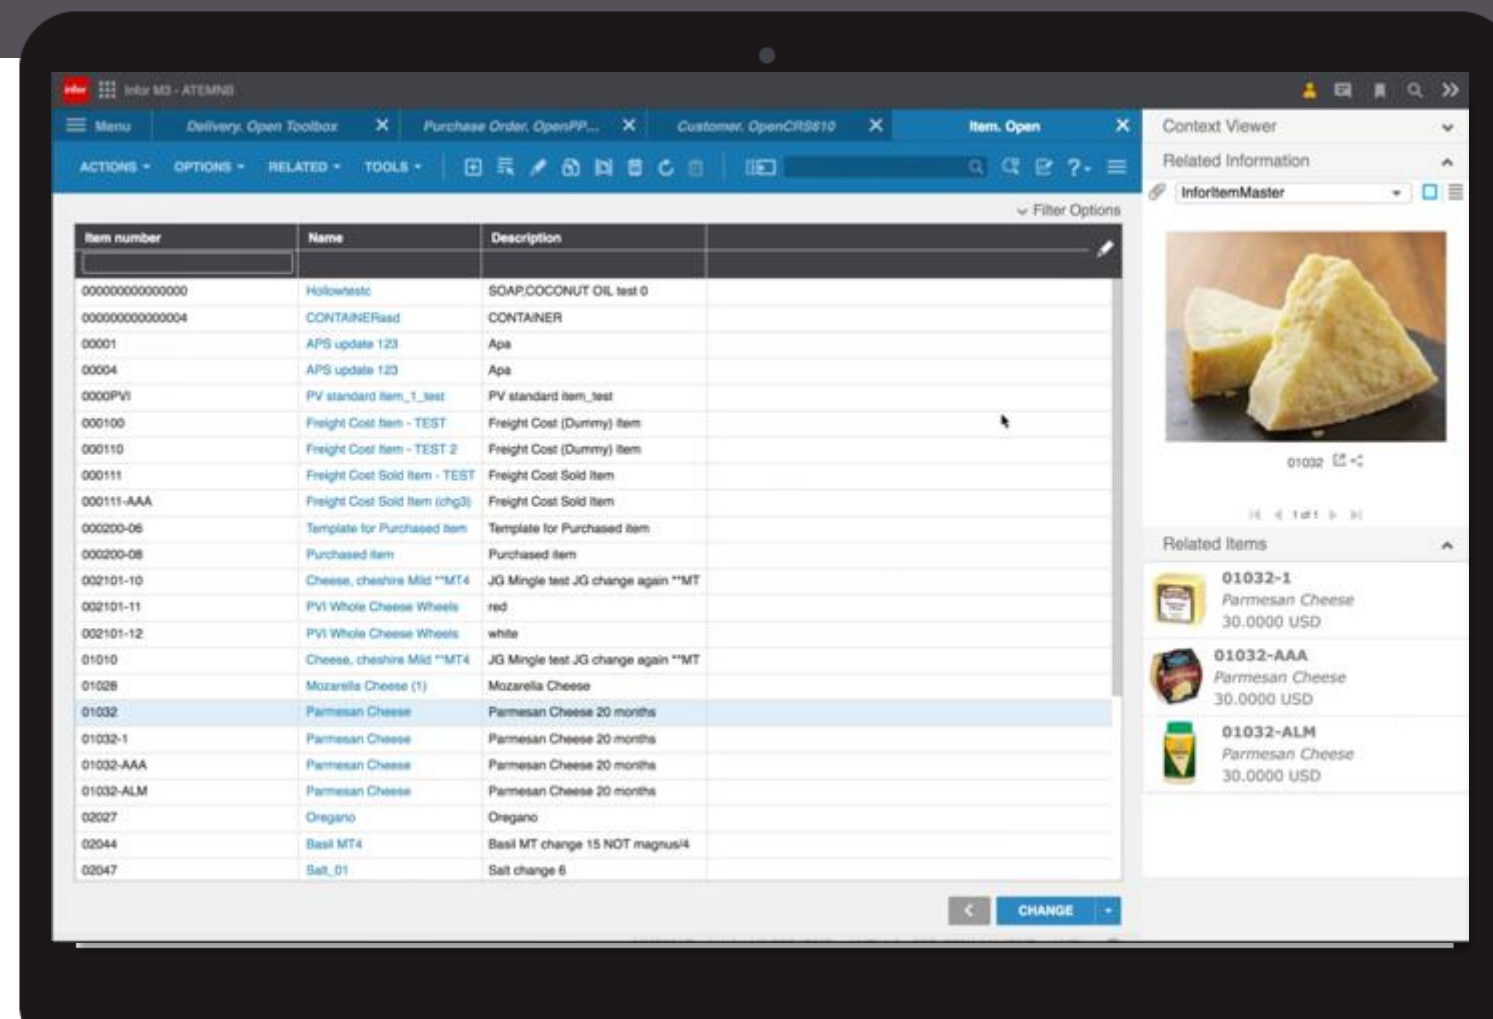 infor Infor M3 - ATEMNB
Menu Delivery. Open Toolbox X Purchase Order. OpenPP... X Customer. OpenCRS610 X Item. Open X
ACTIONS OPTIONS RELATED TOOLS ?
Filter Options
Item number Name Description
000000000000000 Hollowtestc SOAP,COCONUT OIL test 0
000000000000004 CONTAINERasd CONTAINER
00001 APS update 123 Apa
00004 APS update 123 Apa
0000PVI PV standard item_1_test PV standard item_test
000100 Freight Cost Item - TEST Freight Cost (Dummy) Item
000110 Freight Cost Item - TEST 2 Freight Cost (Dummy) Item
000111 Freight Cost Sold Item - TEST Freight Cost Sold Item
000111-AAA Freight Cost Sold Item (chg3) Freight Cost Sold Item
000200-06 Template for Purchased item Template for Purchased item
000200-08 Purchased item Purchased item
002101-10 Cheese, cheshire Mild **MT4 JG Mingle test JG change again **MT
002101-11 PVI Whole Cheese Wheels red
002101-12 PVI Whole Cheese Wheels white
01010 Cheese, cheshire Mild **MT4 JG Mingle test JG change again **MT
01028 Mozarella Cheese (1) Mozarella Cheese
01032 Parmesan Cheese Parmesan Cheese 20 months
01032-1 Parmesan Cheese Parmesan Cheese 20 months
01032-AAA Parmesan Cheese Parmesan Cheese 20 months
01032-ALM Parmesan Cheese Parmesan Cheese 20 months
02027 Oregano Oregano
02044 Basil MT4 Basil MT change 15 NOT magnus/4
02047 Salt_01 Salt change 6
CHANGE
Context Viewer
Related Information
InforItemMaster
01032
1 of 1
Related Items
01032-1
Parmesan Cheese
30.0000 USD
01032-AAA
Parmesan Cheese
30.0000 USD
01032-ALM
Parmesan Cheese
30.0000 USD